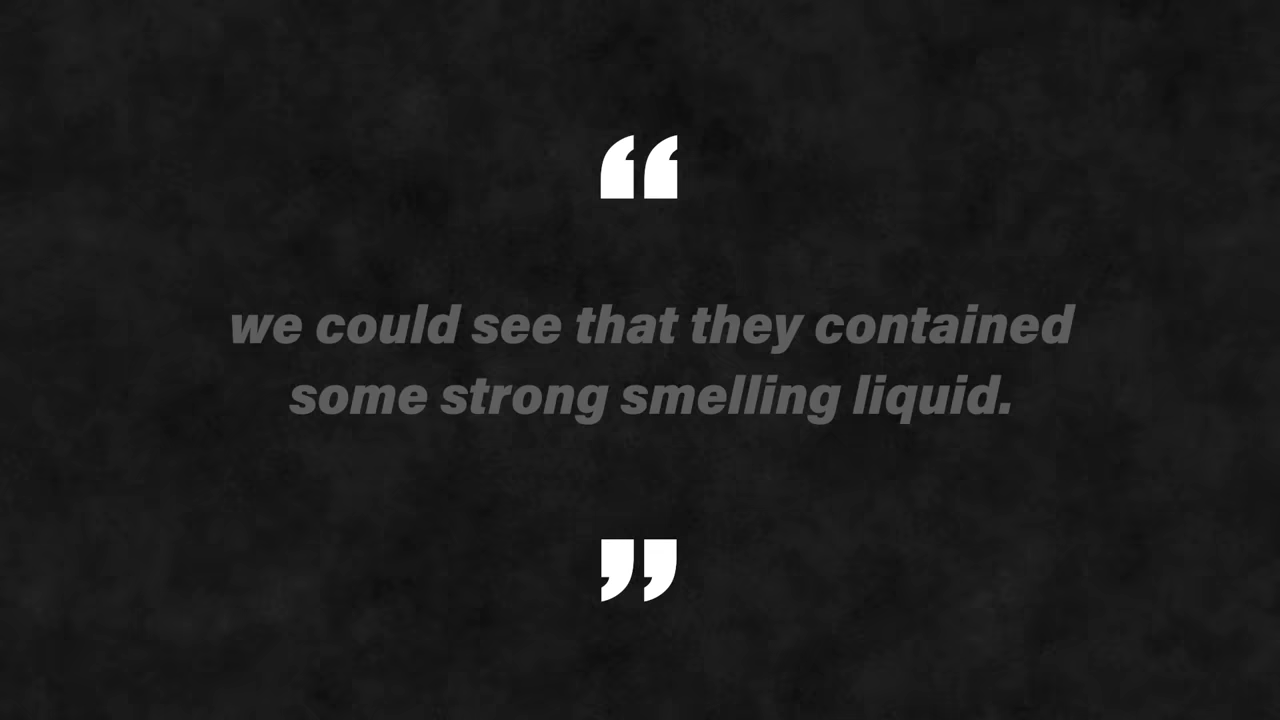 “
we could see that they contained
some strong smelling liquid.
”